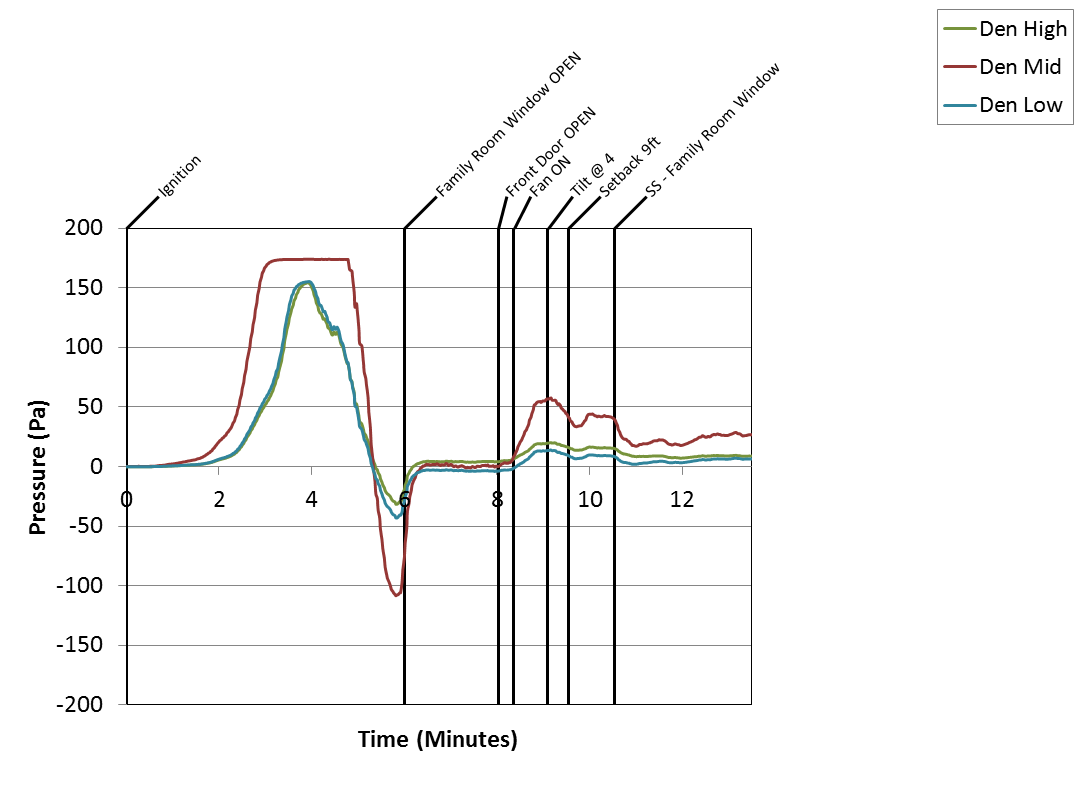 Den High
Den Mid
Den Low
Ignition
Family Room Window OPEN
Front Door OPEN
Fan ON
Tilt @ 4
Setback 9ft
SS - Family Room Window
200
150
100
50
0
-50
-100
-150
-200
0 2 4 6 8 10 12
Pressure (Pa)
Time (Minutes)